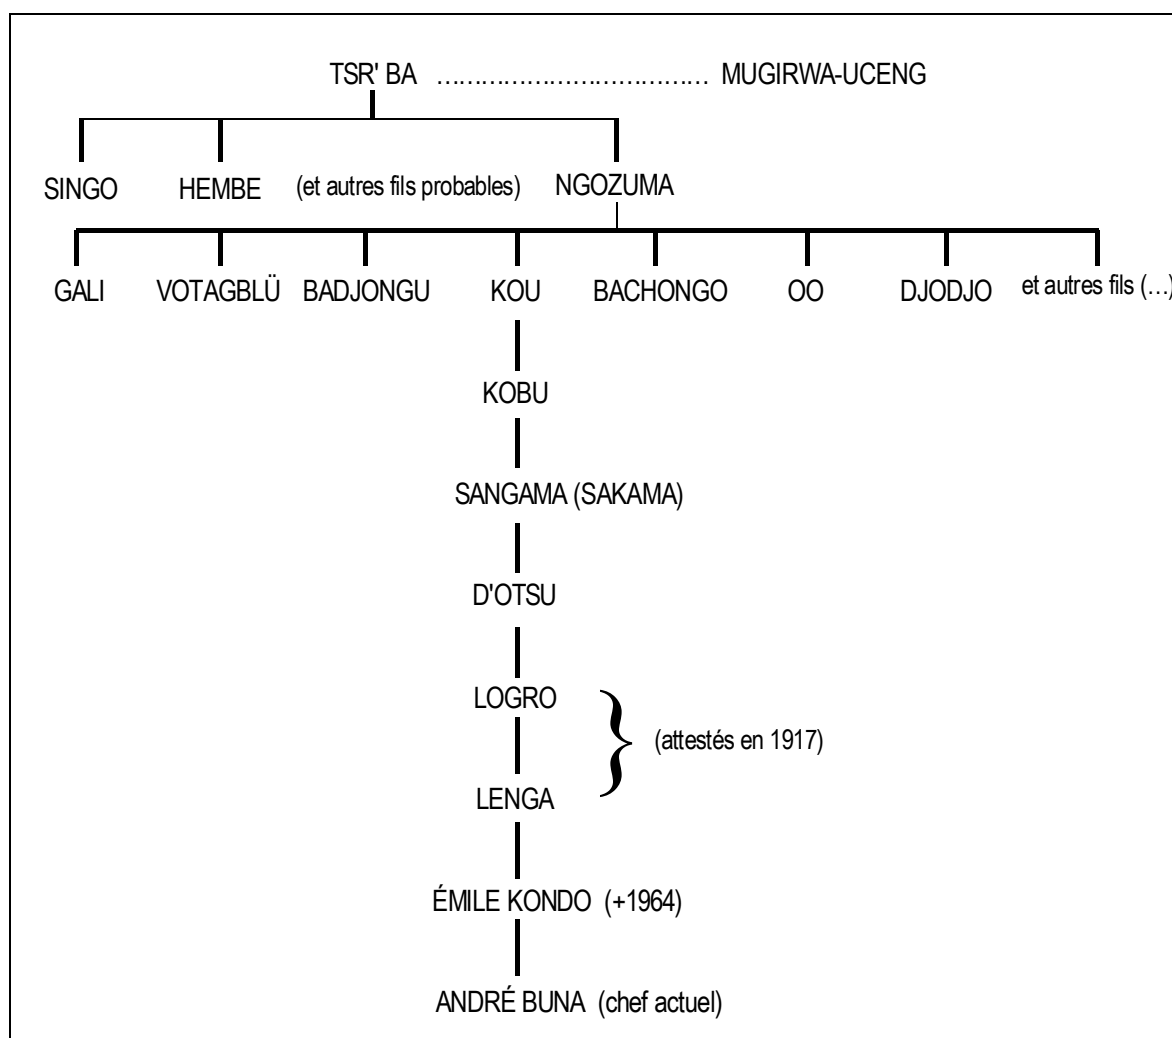 TSR' BA ………………………………. MUGIRWA-UCENG
SINGO HEMBE (et autres fils probables) NGOZUMA
GALI VOTAGBLÜ BADJONGU KOU BACHONGO OO DJODJO et autres fils (…)
KOBU
SANGAMA (SAKAMA)
D'OTSU
LOGRO
(attestés en 1917)
LENGA
ÉMILE KONDO (+1964)
ANDRÉ BUNA (chef actuel)